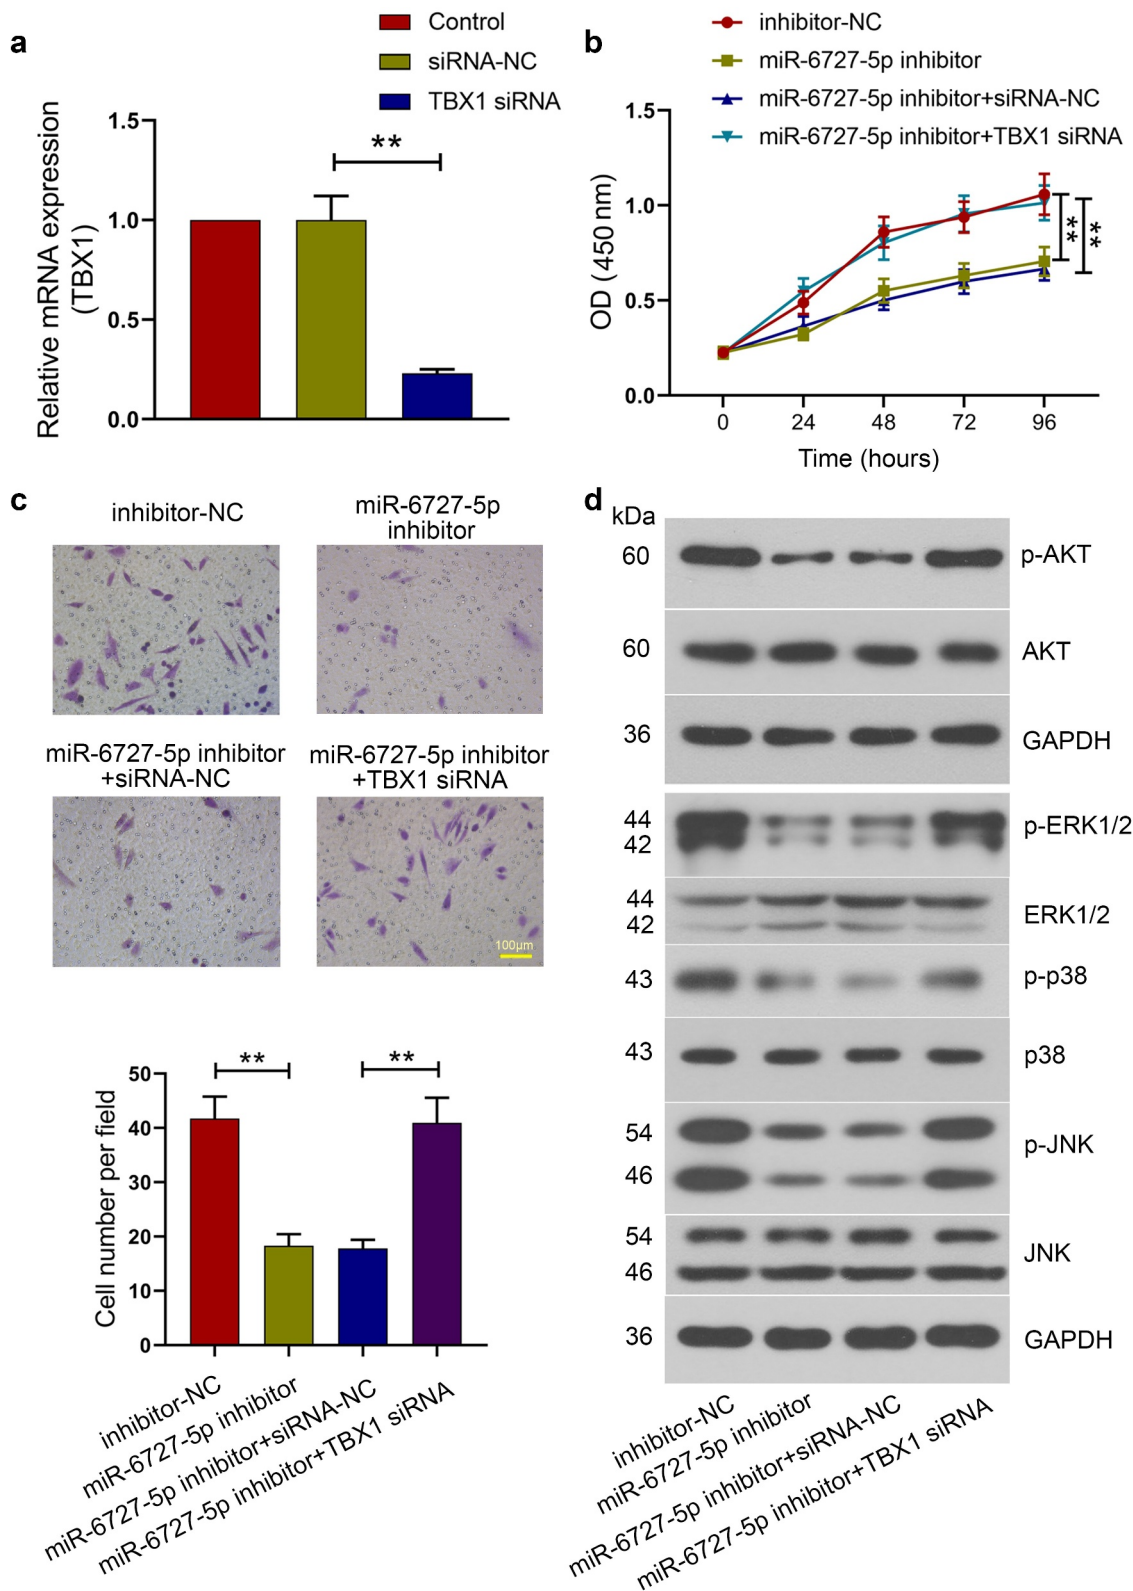 a
Control
siRNA-NC
TBX1 siRNA
Relative mRNA expression
(TBX1)
1.5
1.0
0.5
0.0
**
b
inhibitor-NC
miR-6727-5p inhibitor
miR-6727-5p inhibitor+siRNA-NC
miR-6727-5p inhibitor+TBX1 siRNA
OD (450 nm)
1.5
1.0
0.5
0.0
**
**
0 24 48 72 96
Time (hours)
c
inhibitor-NC
miR-6727-5p
inhibitor
miR-6727-5p inhibitor
+siRNA-NC
miR-6727-5p inhibitor
+TBX1 siRNA
100μm
Cell number per field
50
40
30
20
10
0
**
**
inhibitor-NC
miR-6727-5p inhibitor
miR-6727-5p inhibitor+siRNA-NC
miR-6727-5p inhibitor+TBX1 siRNA
d
kDa
60 p-AKT
60 AKT
36 GAPDH
44 p-ERK1/2
42
44 ERK1/2
42
43 p-p38
43 p38
54 p-JNK
46
54 JNK
46
36 GAPDH
inhibitor-NC
miR-6727-5p inhibitor
miR-6727-5p inhibitor+siRNA-NC
miR-6727-5p inhibitor+TBX1 siRNA